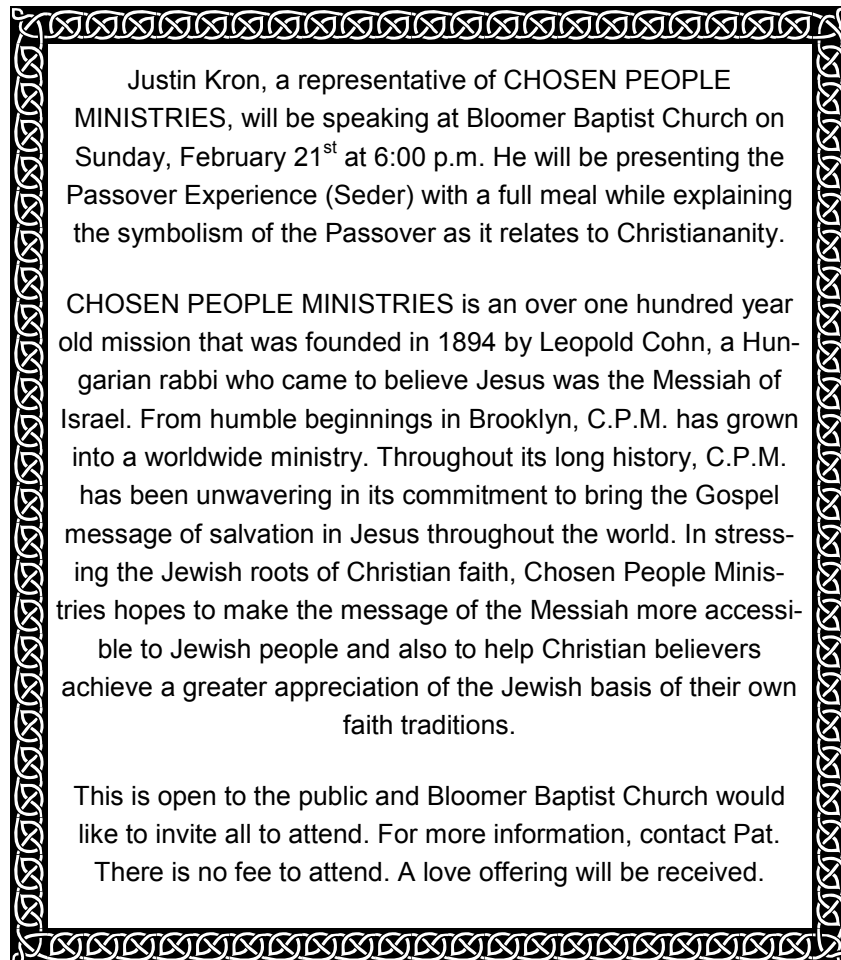 Justin Kron, a representative of CHOSEN PEOPLE
MINISTRIES, will be speaking at Bloomer Baptist Church on
Sunday, February 21st at 6:00 p.m. He will be presenting the
Passover Experience (Seder) with a full meal while explaining
the symbolism of the Passover as it relates to Christiananity.
CHOSEN PEOPLE MINISTRIES is an over one hundred year
old mission that was founded in 1894 by Leopold Cohn, a Hun-
garian rabbi who came to believe Jesus was the Messiah of
Israel. From humble beginnings in Brooklyn, C.P.M. has grown
into a worldwide ministry. Throughout its long history, C.P.M.
has been unwavering in its commitment to bring the Gospel
message of salvation in Jesus throughout the world. In stress-
ing the Jewish roots of Christian faith, Chosen People Minis-
tries hopes to make the message of the Messiah more accessi-
ble to Jewish people and also to help Christian believers
achieve a greater appreciation of the Jewish basis of their own
faith traditions.
This is open to the public and Bloomer Baptist Church would
like to invite all to attend. For more information, contact Pat.
There is no fee to attend. A love offering will be received.